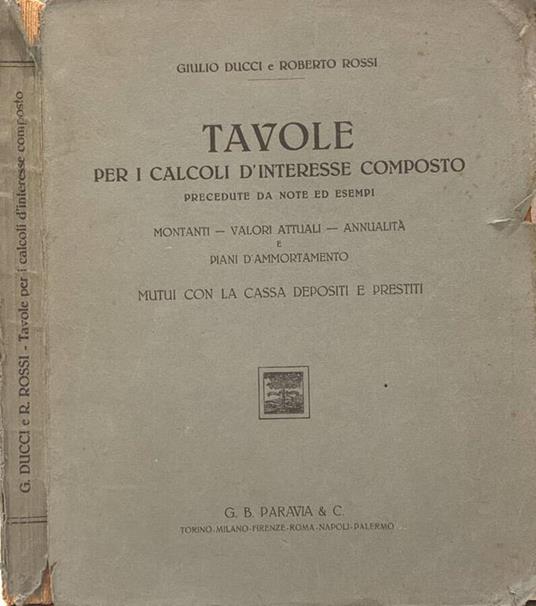 GIULIO DUCCI e ROBERTO ROSSI
TAVOLE
PER I CALCOLI D'INTERESSE COMPOSTO
PRECEDUTE DA NOTE ED ESEMPI
MONTANTI — VALORI ATTUALI — ANNUALITÀ
E
PIANI D'AMMORTAMENTO
MUTUI CON LA CASSA DEPOSITI E PRESTITI
G. B. PARAVIA & C.
TORINO-MILANO-FIRENZE-ROMA-NAPOLI-PALERMO
G. DUCCI e R. ROSSI - Tavole per i calcoli d'interesse composto